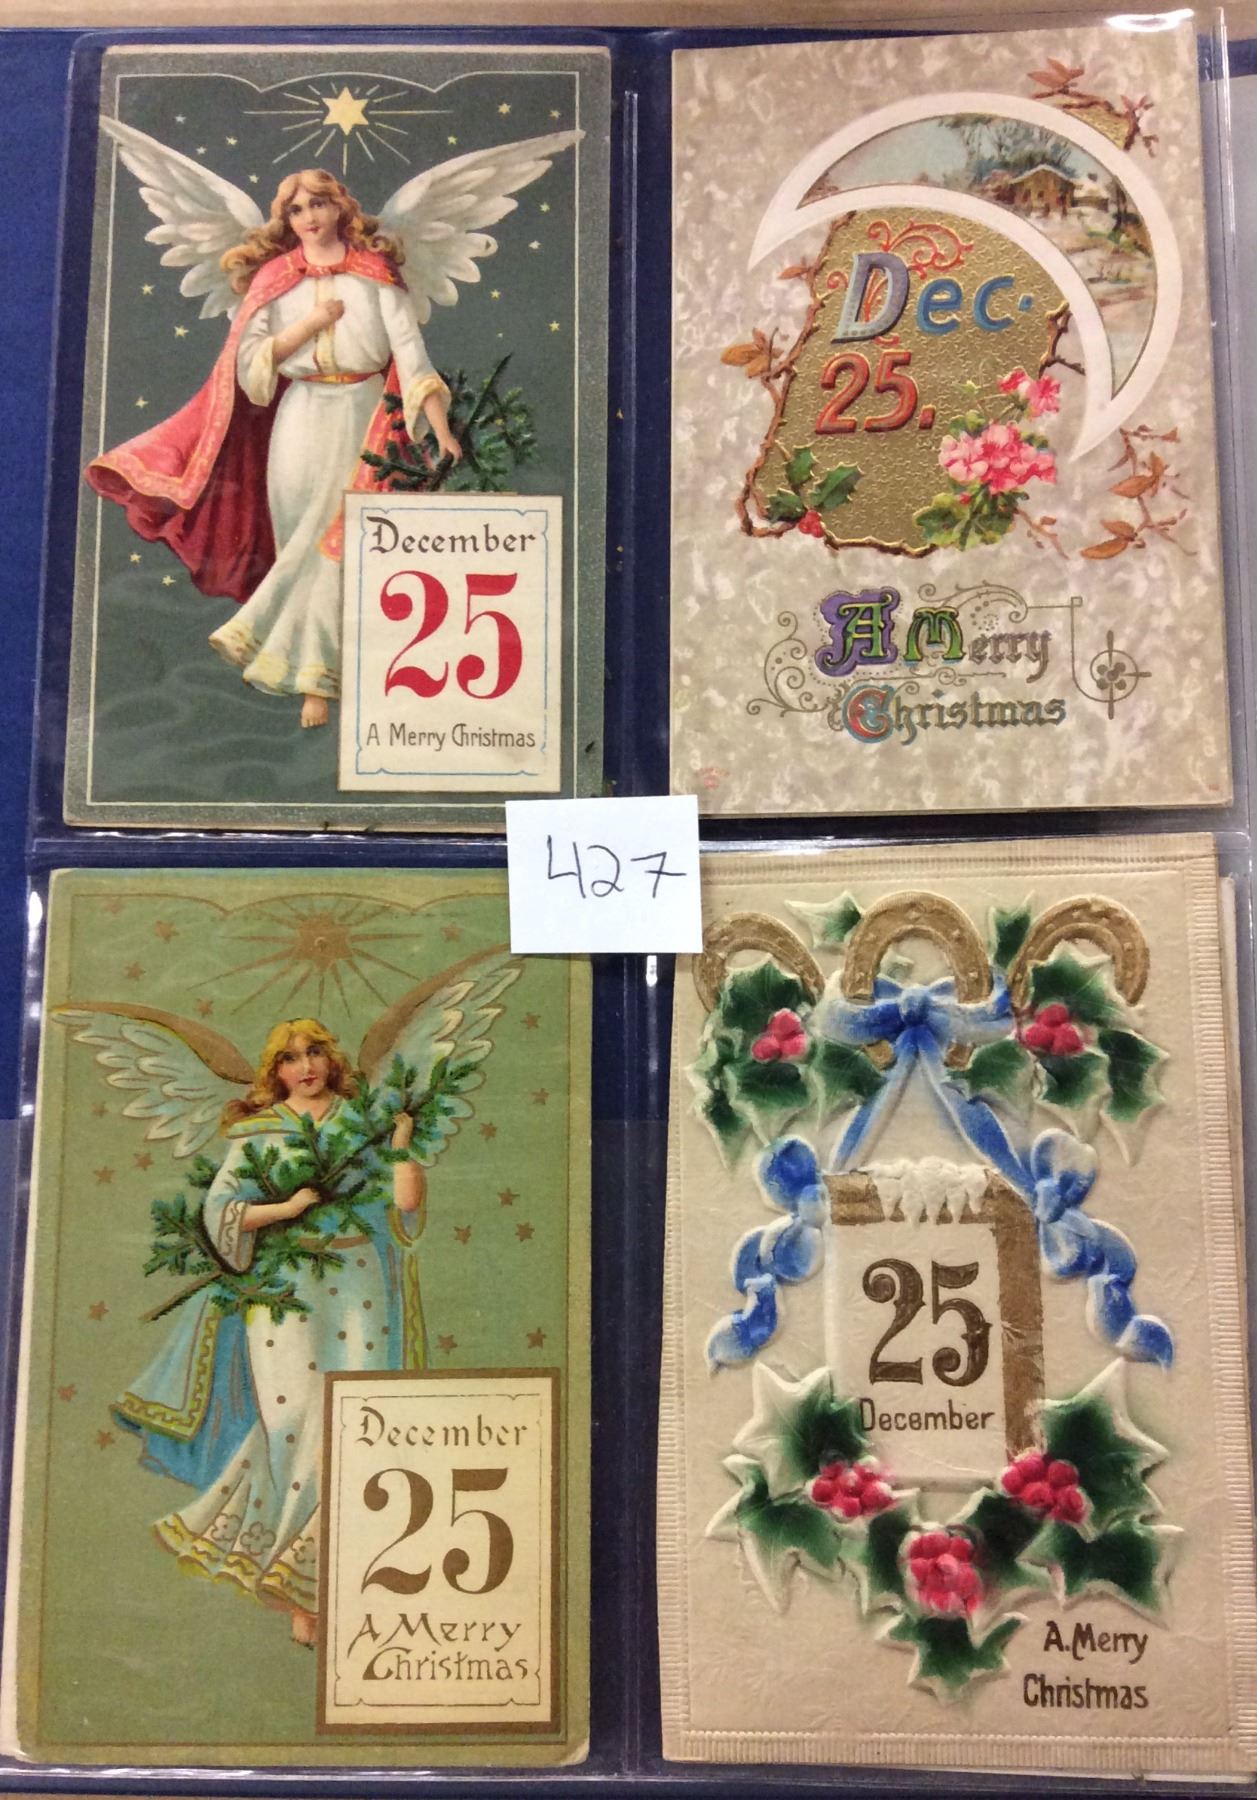 December
25
A Merry Christmas
Dec.
25.
A Merry
Christmas
427
December
25
A Merry
Christmas
25
December
A. Merry
Christmas